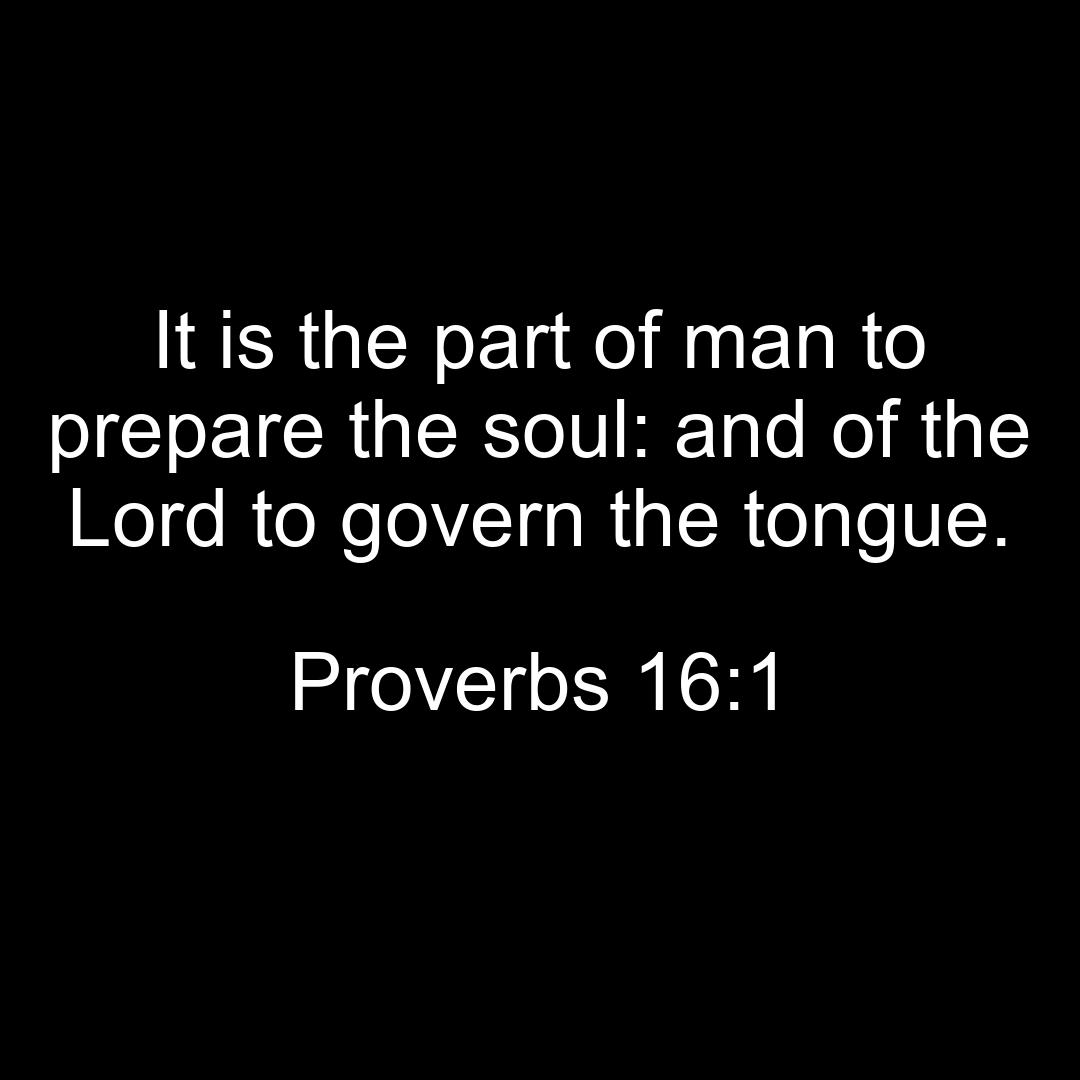 It is the part of man to
prepare the soul: and of the
Lord to govern the tongue.
Proverbs 16:1